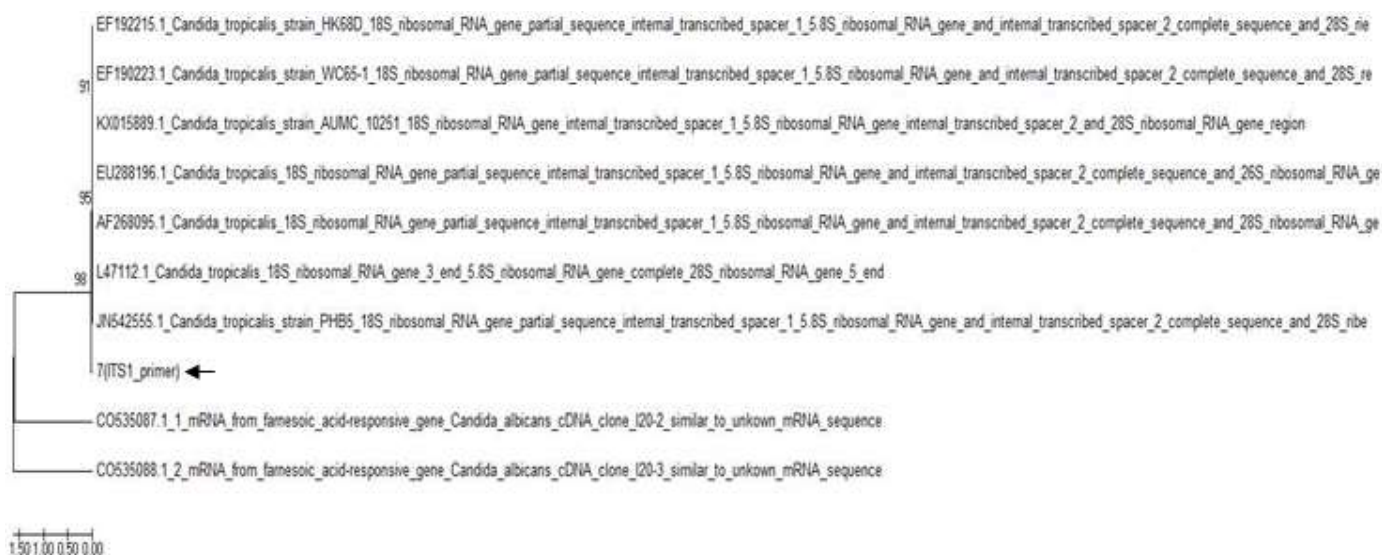 EF192215.1_Candida_tropicalis_strain_HK68D_18S_ribosomal_RNA_gene_partial_sequence_internal_transcribed_spacer_1_5.8S_ribosomal_RNA_gene_and_internal_transcribed_spacer_2_complete_sequence_and_28S_rie
EF190223.1_Candida_tropicalis_strain_WC65-1_18S_ribosomal_RNA_gene_partial_sequence_internal_transcribed_spacer_1_5.8S_ribosomal_RNA_gene_and_internal_transcribed_spacer_2_complete_sequence_and_28S_re
91
KX015889.1_Candida_tropicalis_strain_AUMC_10251_18S_ribosomal_RNA_gene_internal_transcribed_spacer_1_5.8S_ribosomal_RNA_gene_internal_transcribed_spacer_2_and_28S_ribosomal_RNA_gene_region
EU288196.1_Candida_tropicalis_18S_ribosomal_RNA_gene_partial_sequence_internal_transcribed_spacer_1_5.8S_ribosomal_RNA_gene_and_internal_transcribed_spacer_2_complete_sequence_and_26S_ribosomal_RNA_ge
95
AF268095.1_Candida_tropicalis_18S_ribosomal_RNA_gene_partial_sequence_internal_transcribed_spacer_1_5.8S_ribosomal_RNA_gene_and_internal_transcribed_spacer_2_complete_sequence_and_28S_ribosomal_RNA_ge
L47112.1_Candida_tropicalis_18S_ribosomal_RNA_gene_3_end_5.8S_ribosomal_RNA_gene_complete_28S_ribosomal_RNA_gene_5_end
98
JN542555.1_Candida_tropicalis_strain_PHB5_18S_ribosomal_RNA_gene_partial_sequence_internal_transcribed_spacer_1_5.8S_ribosomal_RNA_gene_and_internal_transcribed_spacer_2_complete_sequence_and_28S_ribe
7(ITS1_primer)
CO535087.1_1_mRNA_from_farnesoic_acid-responsive_gene_Candida_albicans_cDNA_clone_I20-2_similar_to_unkown_mRNA_sequence
CO535088.1_2_mRNA_from_farnesoic_acid-responsive_gene_Candida_albicans_cDNA_clone_I20-3_similar_to_unkown_mRNA_sequence
1.50 1.00 0.50 0.00